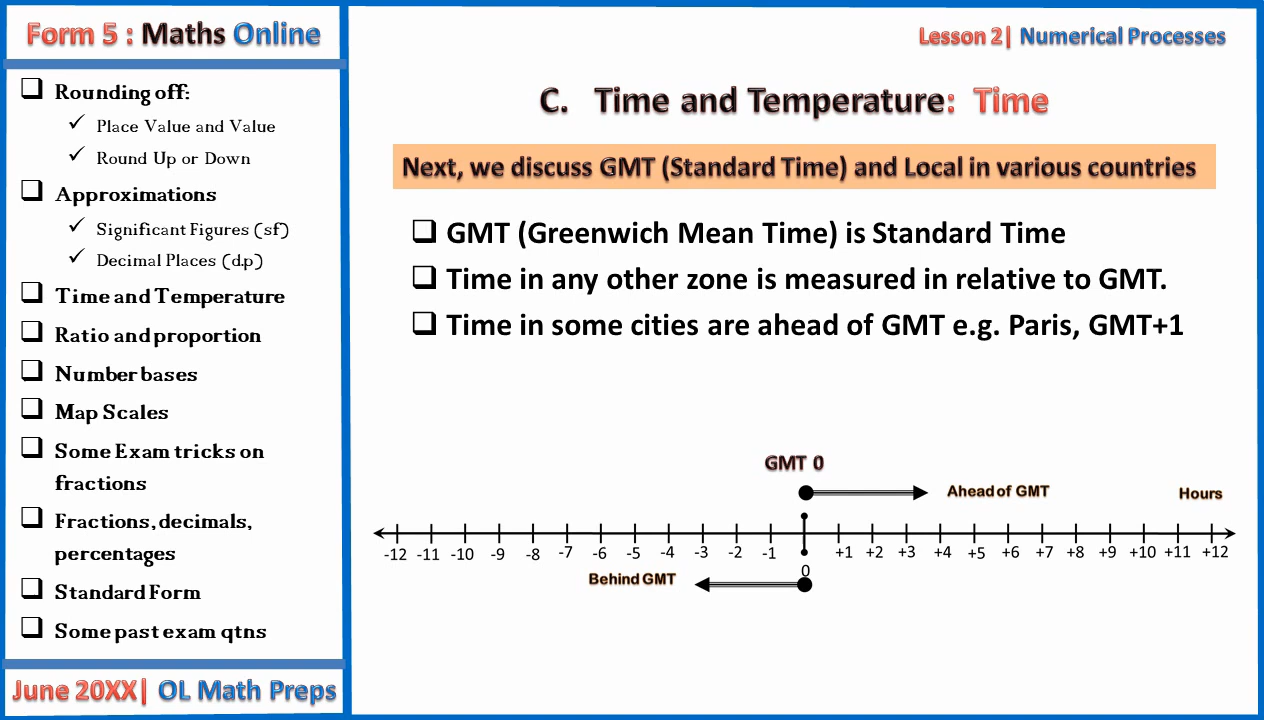 Form 5 : Maths Online
Rounding off:
Place Value and Value
Round Up or Down
Approximations
Significant Figures (sf)
Decimal Places (d.p)
Time and Temperature
Ratio and proportion
Number bases
Map Scales
Some Exam tricks on
fractions
Fractions, decimals,
percentages
Standard Form
Some past exam qtns
June 20XX| OL Math Preps
Lesson 2| Numerical Processes
C. Time and Temperature: Time
Next, we discuss GMT (Standard Time) and Local in various countries
GMT (Greenwich Mean Time) is Standard Time
Time in any other zone is measured in relative to GMT.
Time in some cities are ahead of GMT e.g. Paris, GMT+1
GMT 0
Ahead of GMT
Hours
-12 -11 -10 -9 -8 -7 -6 -5 -4 -3 -2 -1 0 +1 +2 +3 +4 +5 +6 +7 +8 +9 +10 +11 +12
Behind GMT